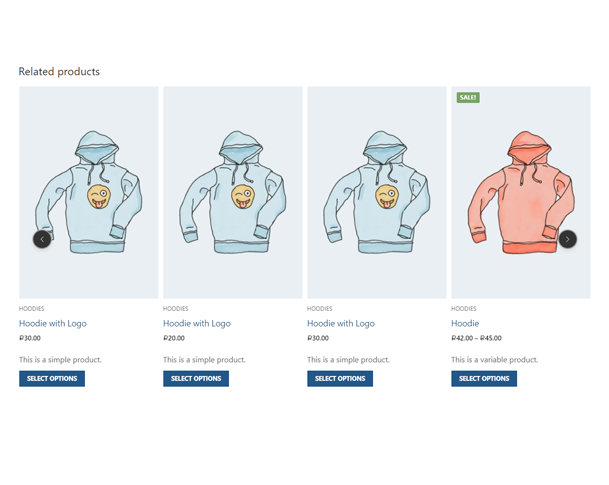 Related products
SALE!
HOODIES
Hoodie with Logo
₽30.00
This is a simple product.
SELECT OPTIONS
HOODIES
Hoodie with Logo
₽20.00
This is a simple product.
SELECT OPTIONS
HOODIES
Hoodie with Logo
₽30.00
This is a simple product.
SELECT OPTIONS
HOODIES
Hoodie
₽42.00 – ₽45.00
This is a variable product.
SELECT OPTIONS